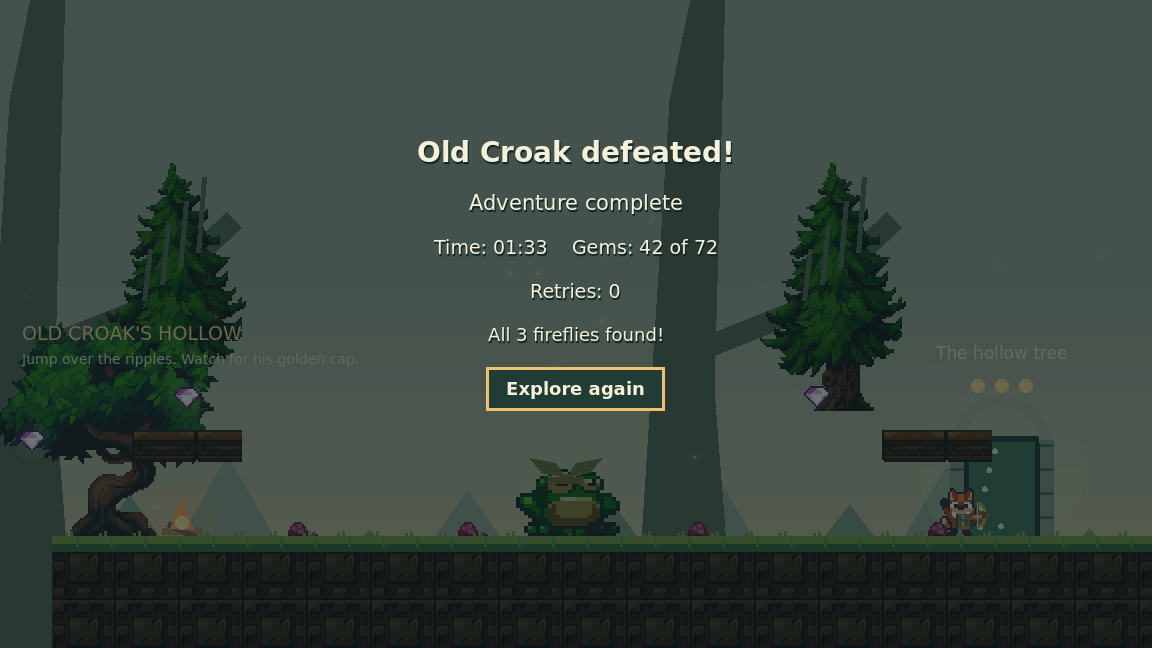 Old Croak defeated!
Adventure complete
Time: 01:33 Gems: 42 of 72
Retries: 0
All 3 fireflies found!
Explore again
OLD CROAK'S HOLLOW
Jump over the ripples. Watch for his golden cap.
The hollow tree